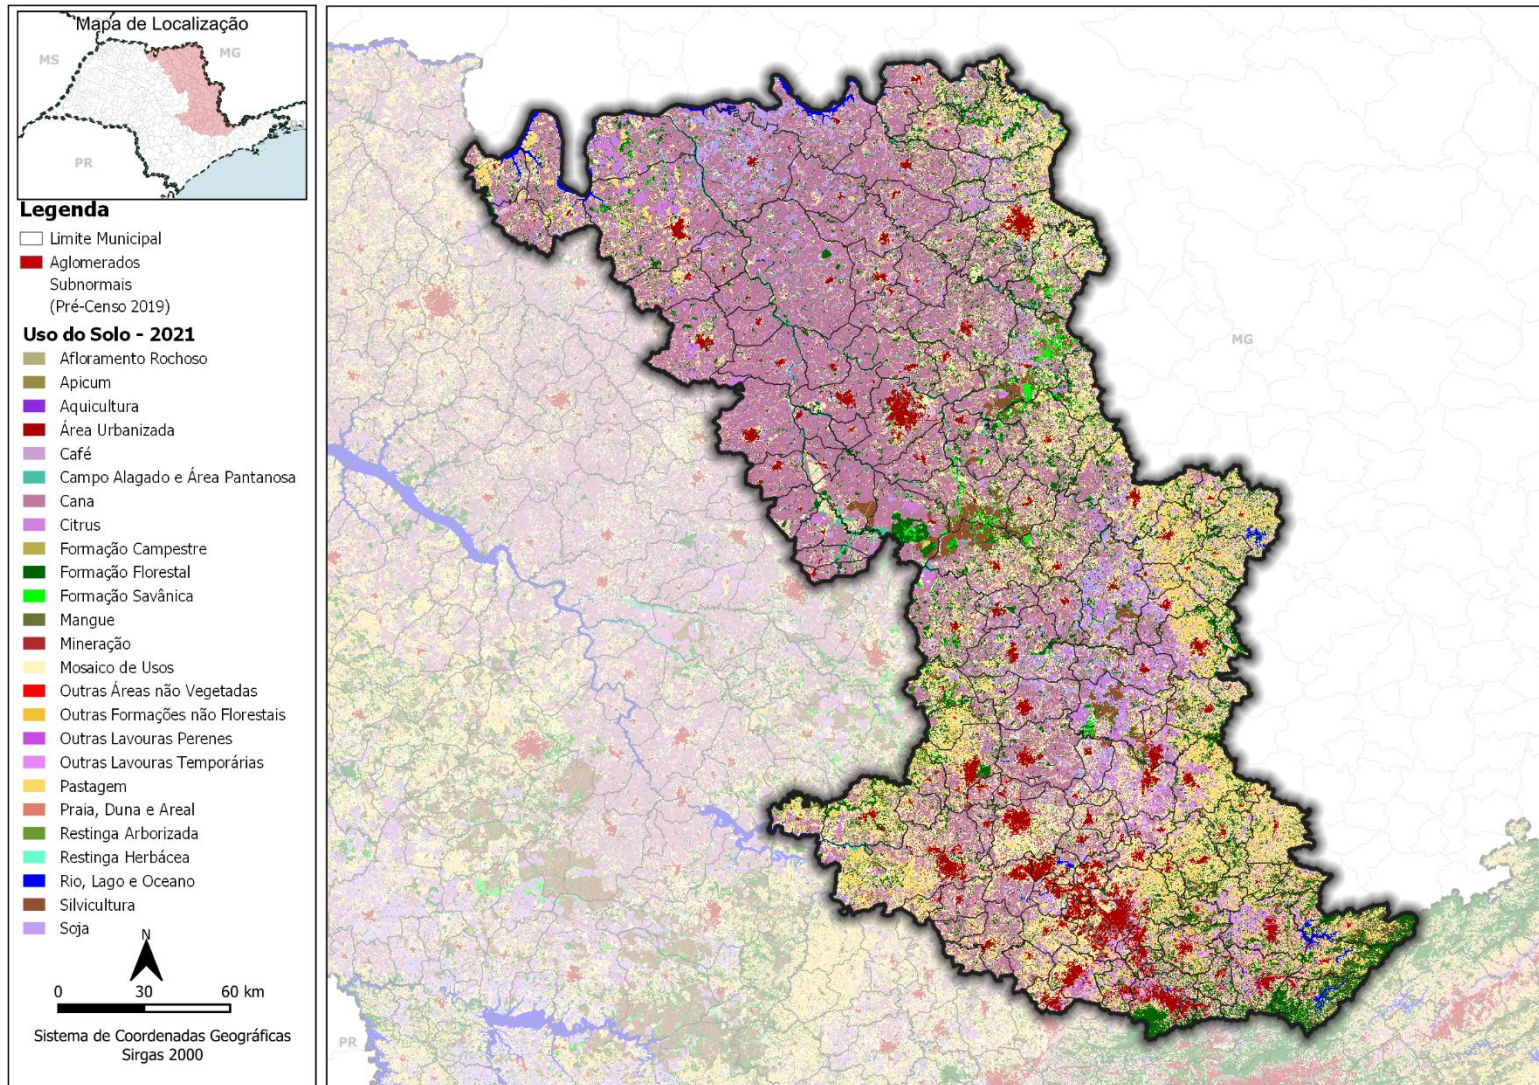 Mapa de Localização
MS
MG
PR
Legenda
Limite Municipal
Aglomerados
Subnormais
(Pré-Censo 2019)
Uso do Solo - 2021
Afloramento Rochoso
Apicum
Aquicultura
Área Urbanizada
Café
Campo Alagado e Área Pantanosa
Cana
Citrus
Formação Campestre
Formação Florestal
Formação Savânica
Mangue
Mineração
Mosaico de Usos
Outras Áreas não Vegetadas
Outras Formações não Florestais
Outras Lavouras Perenes
Outras Lavouras Temporárias
Pastagem
Praia, Duna e Areal
Restinga Arborizada
Restinga Herbácea
Rio, Lago e Oceano
Silvicultura
Soja
N
0 30 60 km
Sistema de Coordenadas Geográficas
Sirgas 2000
MG
PR